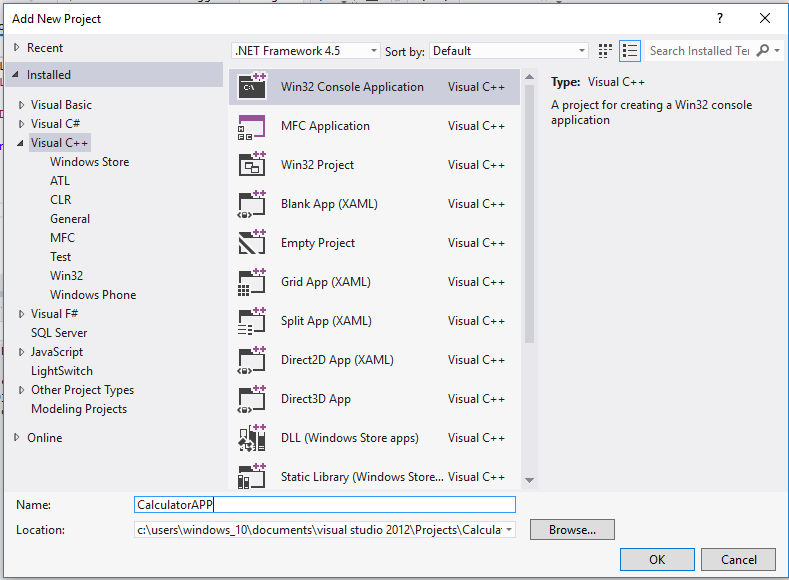 Add New Project
?
Recent
Installed
Visual Basic
Visual C#
Visual C++
Windows Store
ATL
CLR
General
MFC
Test
Win32
Windows Phone
Visual F#
SQL Server
JavaScript
LightSwitch
Other Project Types
Modeling Projects
Online
.NET Framework 4.5
Sort by: Default
Search Installed Te
Win32 Console Application Visual C++
MFC Application Visual C++
Win32 Project Visual C++
Blank App (XAML) Visual C++
Empty Project Visual C++
Grid App (XAML) Visual C++
Split App (XAML) Visual C++
Direct2D App (XAML) Visual C++
Direct3D App Visual C++
DLL (Windows Store apps) Visual C++
Static Library (Windows Store... Visual C++
Type: Visual C++
A project for creating a Win32 console
application
Name: CalculatorAPP
Location: c:\users\windows_10\documents\visual studio 2012\Projects\Calcula
Browse...
OK
Cancel